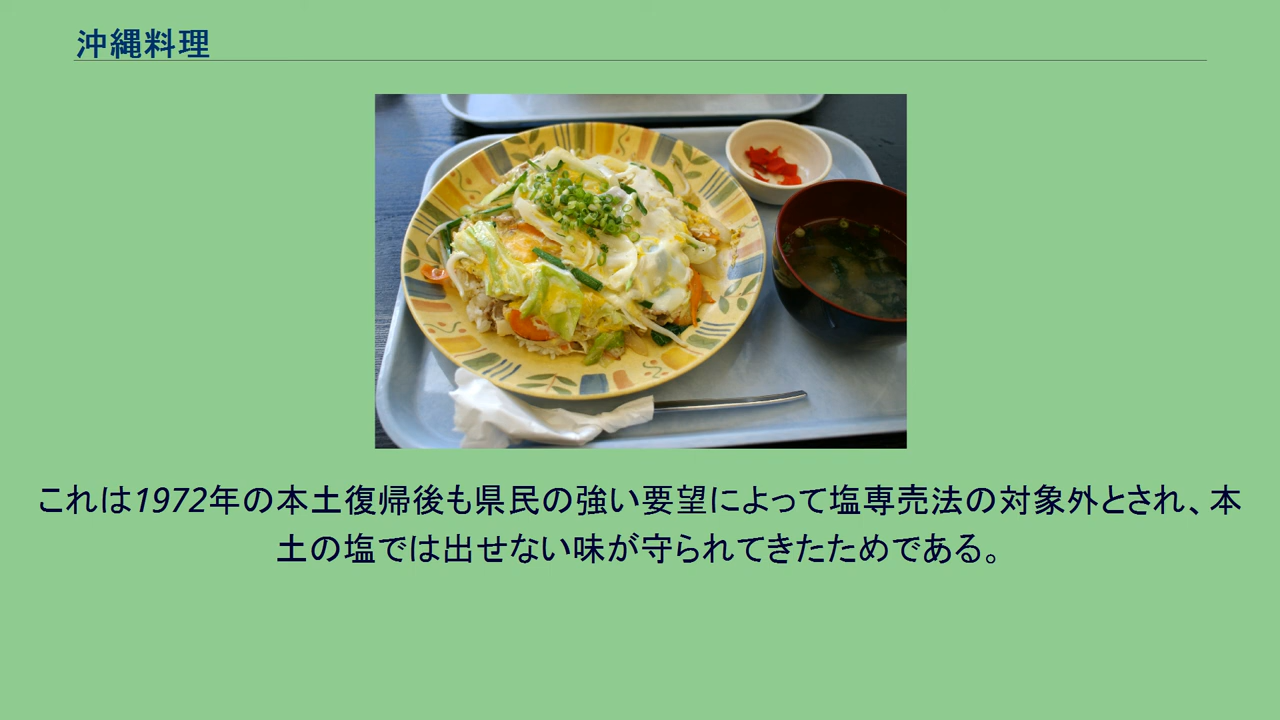 沖縄料理
これは1972年の本土復帰後も県民の強い要望によって塩専売法の対象外とされ、本
土の塩では出せない味が守られてきたためである。